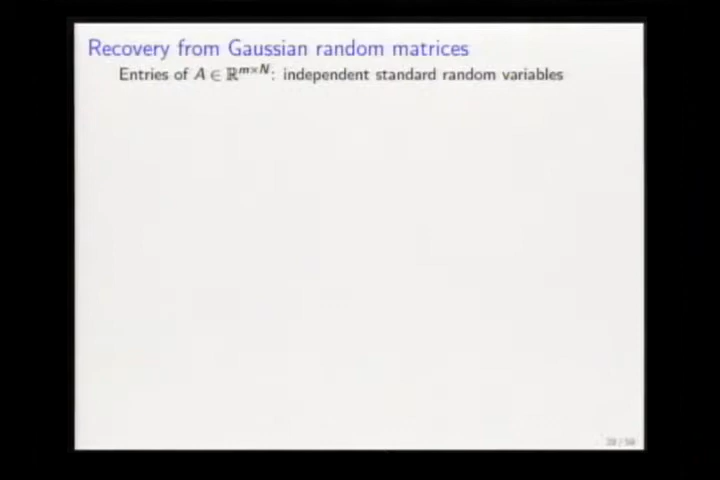 Recovery from Gaussian random matrices
Entries of A ∈ ℝ^{m×N}: independent standard random variables